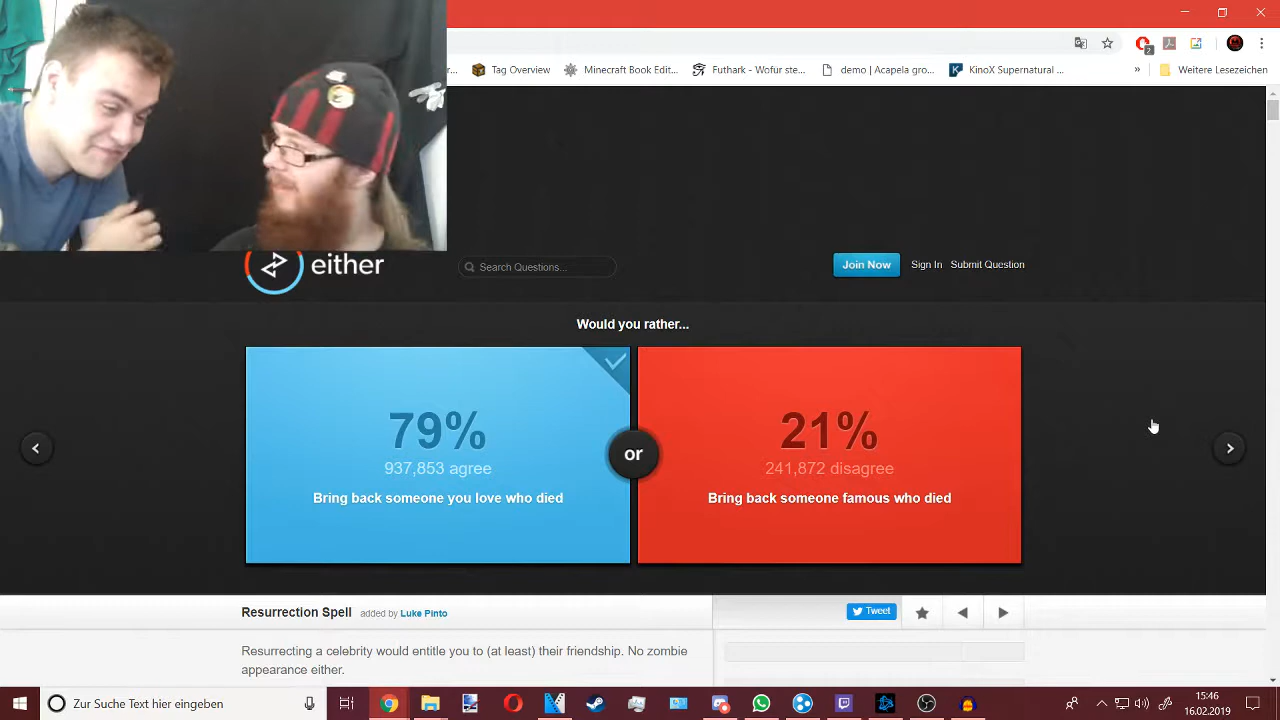 Tag Overview
Minecraft Book Edit...
Futhark - Wofur ste...
demo | Acapela gro...
KinoX Supernatural ...
»
Weitere Lesezeichen
either
Search Questions...
Join Now
Sign In
Submit Question
Would you rather...
79%
937,853 agree
Bring back someone you love who died
or
21%
241,872 disagree
Bring back someone famous who died
Resurrection Spell added by Luke Pinto
Tweet
Resurrecting a celebrity would entitle you to (at least) their friendship. No zombie
appearance either.
Zur Suche Text hier eingeben
15:46
16.02.2019